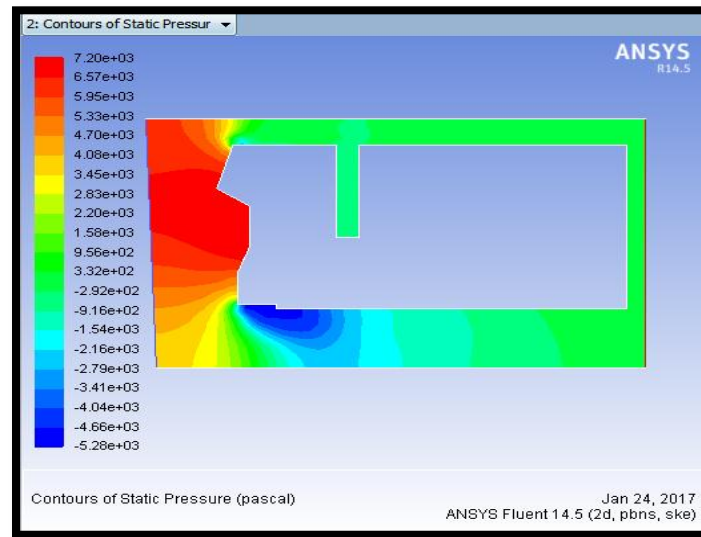 2: Contours of Static Pressur
ANSYS
R14.5
7.20e+03
6.57e+03
5.95e+03
5.33e+03
4.70e+03
4.08e+03
3.45e+03
2.83e+03
2.20e+03
1.58e+03
9.56e+02
3.32e+02
-2.92e+02
-9.16e+02
-1.54e+03
-2.16e+03
-2.79e+03
-3.41e+03
-4.04e+03
-4.66e+03
-5.28e+03
Contours of Static Pressure (pascal)
Jan 24, 2017
ANSYS Fluent 14.5 (2d, pbns, ske)